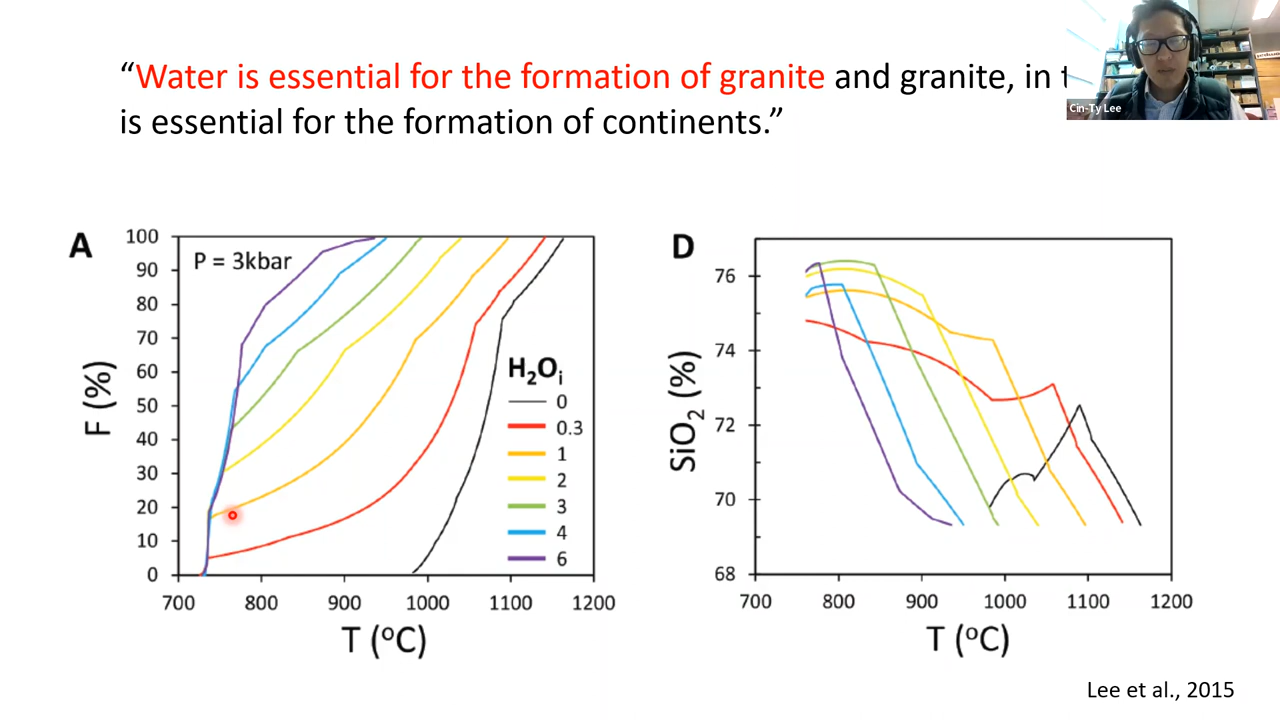 “Water is essential for the formation of granite and granite, in
is essential for the formation of continents.”
Cin-Ty Lee
A
P = 3kbar
F (%)
100
90
80
70
60
50
40
30
20
10
0
700 800 900 1000 1100 1200
T (°C)
H₂Oᵢ
0
0.3
1
2
3
4
6
D
SiO₂ (%)
76
74
72
70
68
700 800 900 1000 1100 1200
T (°C)
Lee et al., 2015